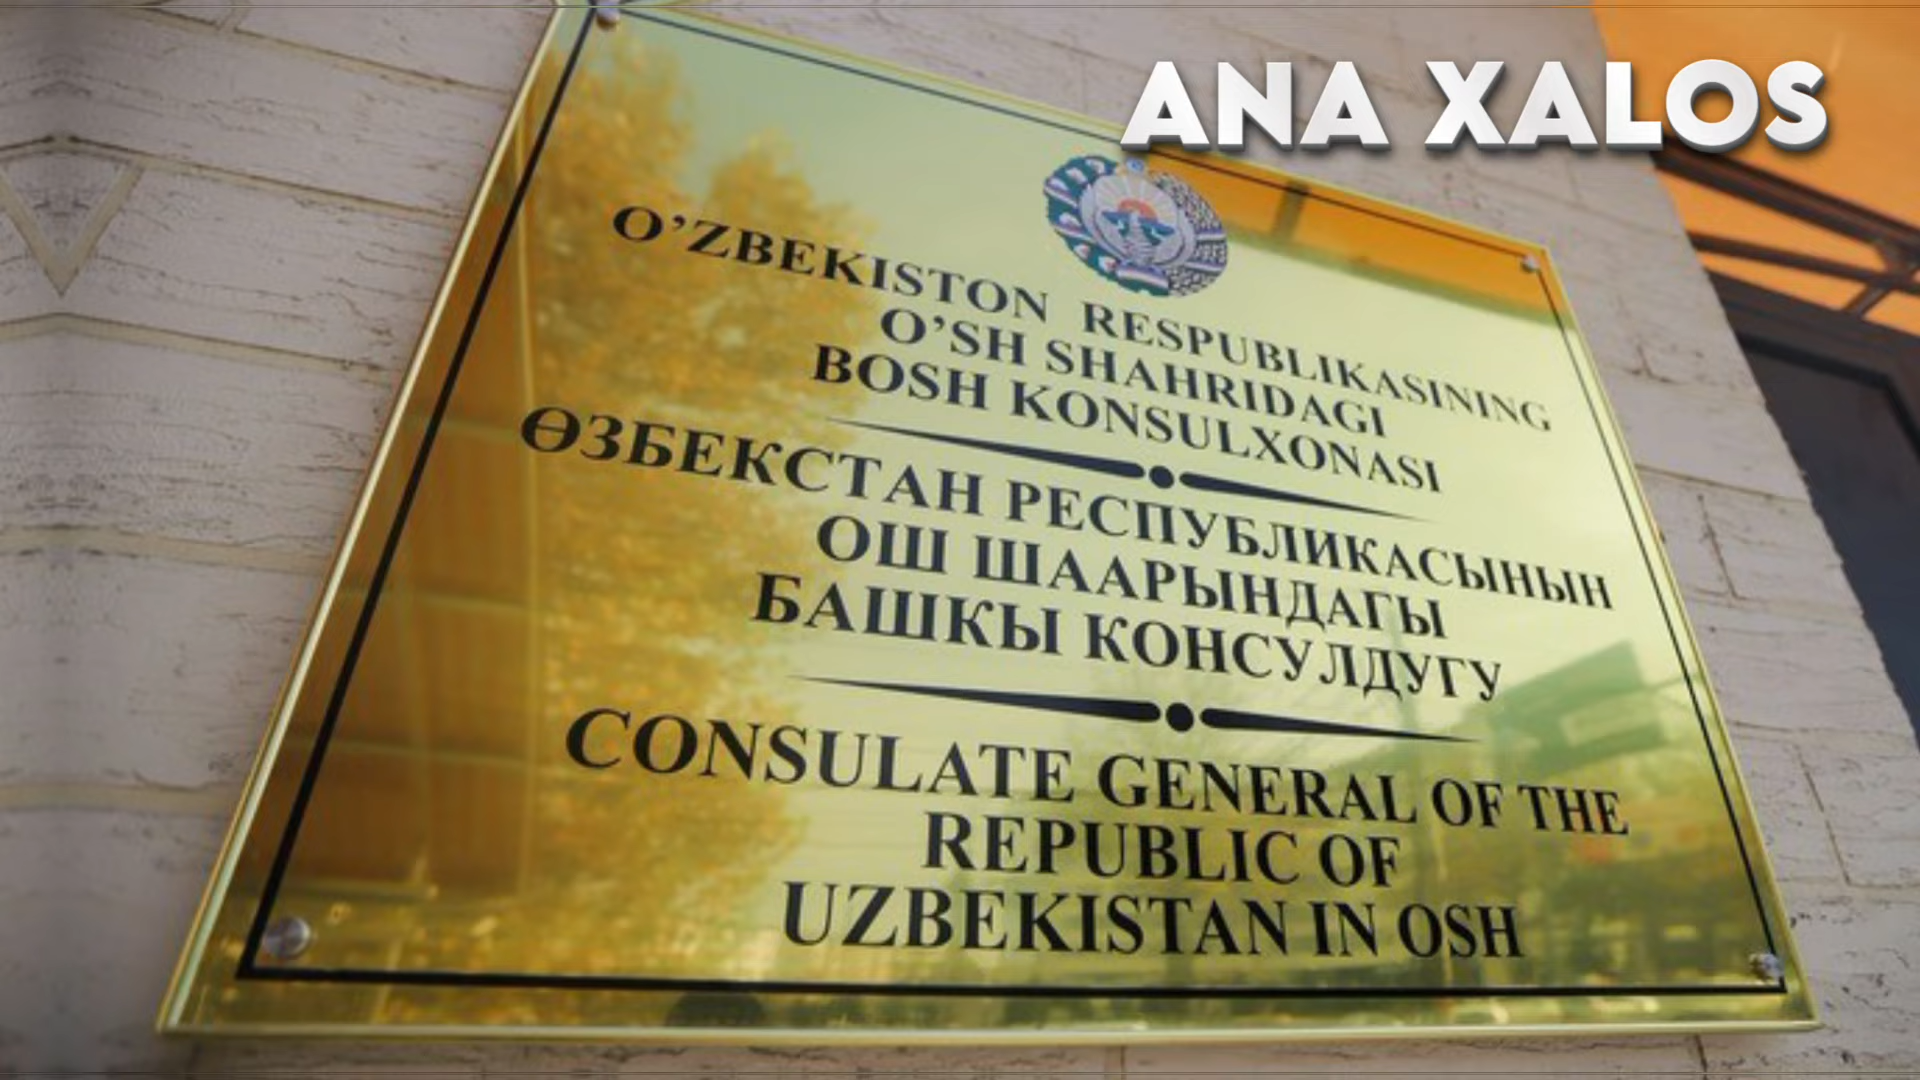 ANA XALOS
O'ZBEKISTON RESPUBLIKASINING
O'SH SHAHRIDAGI
BOSH KONSULXONASI
ӨЗБЕКСТАН РЕСПУБЛИКАСЫНЫН
ОШ ШААРЫНДАГЫ
БАШКЫ КОНСУЛДУГУ
CONSULATE GENERAL OF THE
REPUBLIC OF
UZBEKISTAN IN OSH